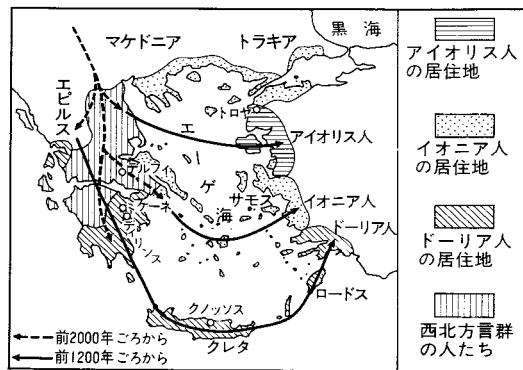 マケドニア
トラキア
黒海
エピルス
トロヤ
エーゲ海
アイオリス人
デルフィ
サモス
イオニア人
ミケーネ
ティリンス
ドーリア人
ロードス
クノッソス
クレタ
前2000年ごろから
前1200年ごろから
アイオリス人
の居住地
イオニア人
の居住地
ドーリア人
の居住地
西北方言群
の人たち